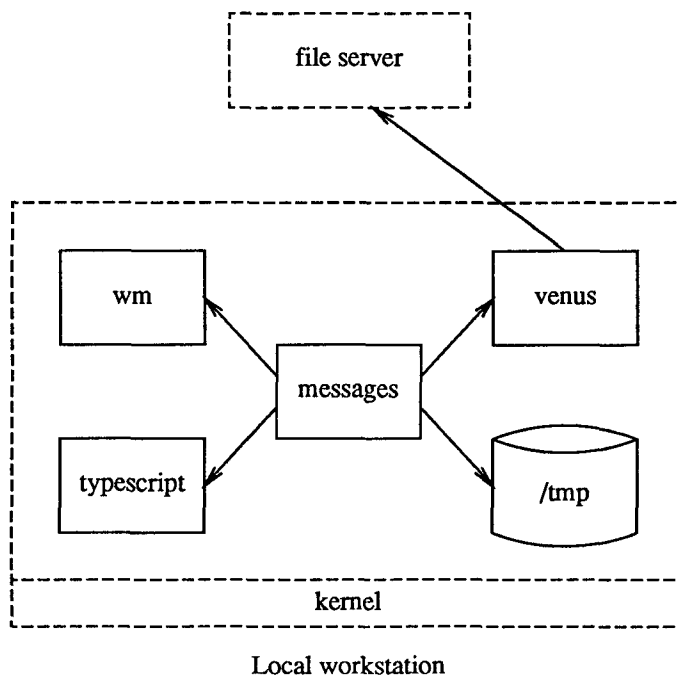 file server
wm
venus
messages
typescript
/tmp
kernel
Local workstation